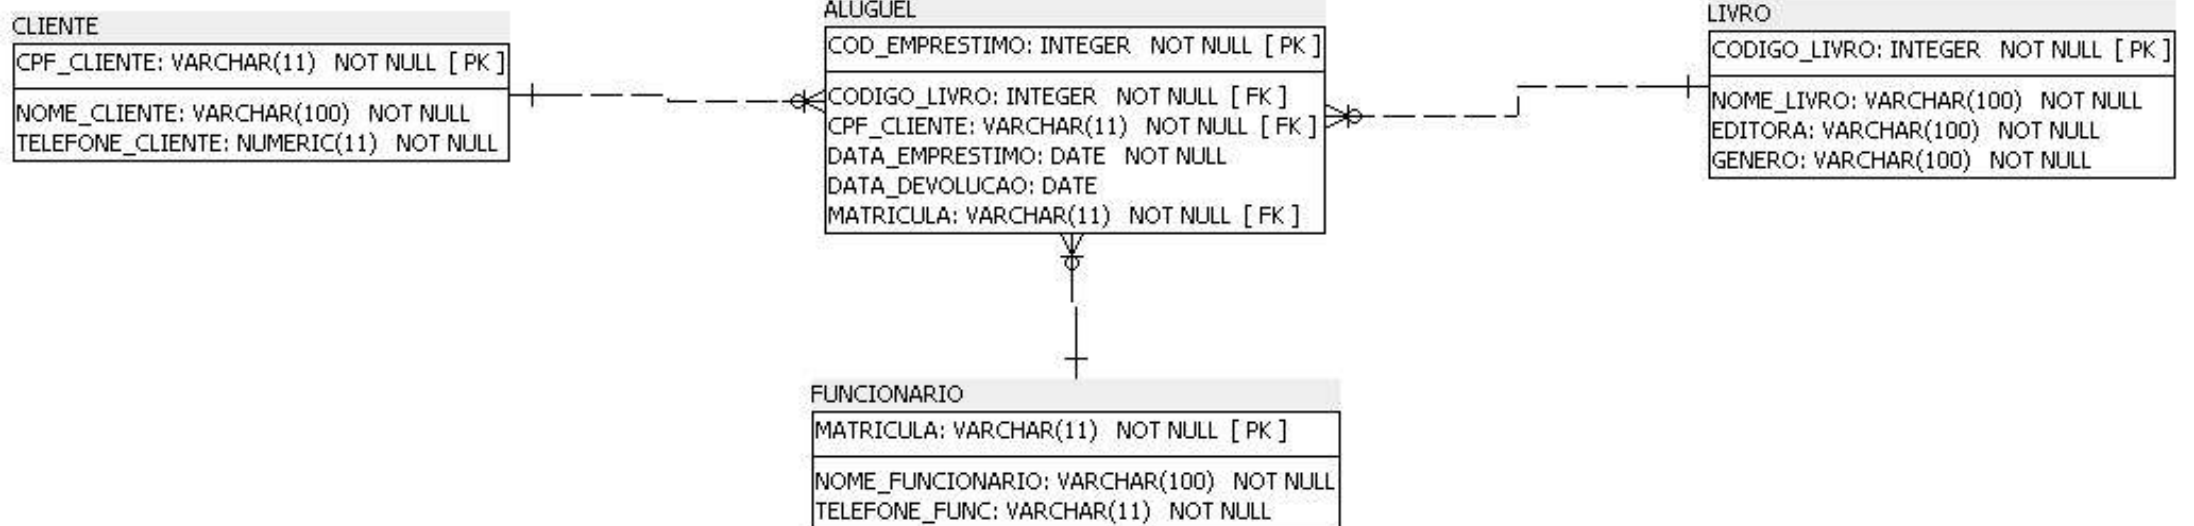 CLIENTE
CPF_CLIENTE: VARCHAR(11) NOT NULL [ PK ]
NOME_CLIENTE: VARCHAR(100) NOT NULL
TELEFONE_CLIENTE: NUMERIC(11) NOT NULL
ALUGUEL
COD_EMPRESTIMO: INTEGER NOT NULL [ PK ]
CODIGO_LIVRO: INTEGER NOT NULL [ FK ]
CPF_CLIENTE: VARCHAR(11) NOT NULL [ FK ]
DATA_EMPRESTIMO: DATE NOT NULL
DATA_DEVOLUCAO: DATE
MATRICULA: VARCHAR(11) NOT NULL [ FK ]
LIVRO
CODIGO_LIVRO: INTEGER NOT NULL [ PK ]
NOME_LIVRO: VARCHAR(100) NOT NULL
EDITORA: VARCHAR(100) NOT NULL
GENERO: VARCHAR(100) NOT NULL
FUNCIONARIO
MATRICULA: VARCHAR(11) NOT NULL [ PK ]
NOME_FUNCIONARIO: VARCHAR(100) NOT NULL
TELEFONE_FUNC: VARCHAR(11) NOT NULL